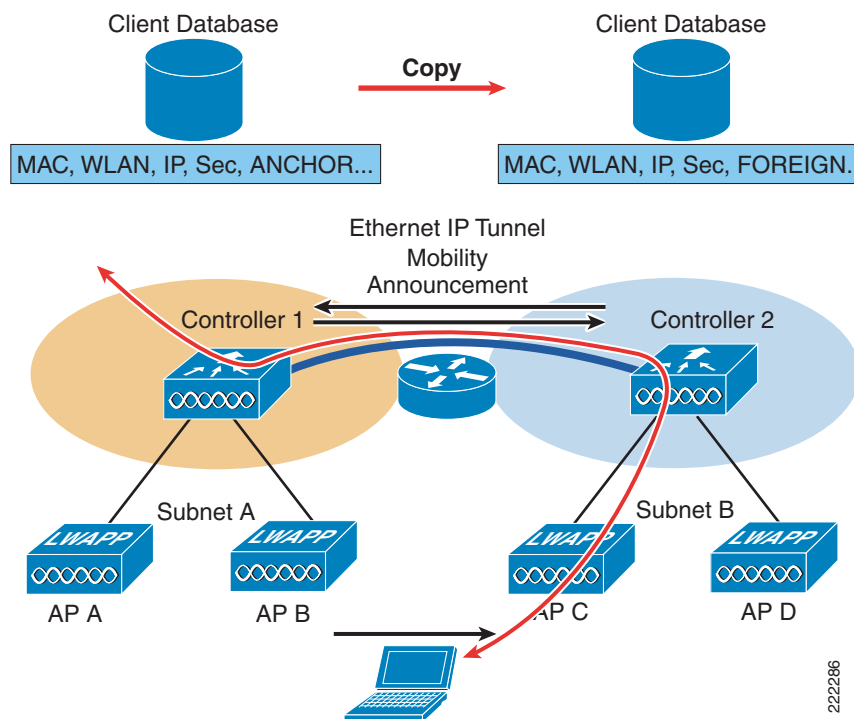 Client Database
Client Database
Copy
MAC, WLAN, IP, Sec, ANCHOR...
MAC, WLAN, IP, Sec, FOREIGN..
Ethernet IP Tunnel
Mobility
Announcement
Controller 1
Controller 2
Subnet A
Subnet B
LWAPP
LWAPP
LWAPP
LWAPP
AP A
AP B
AP C
AP D
222286